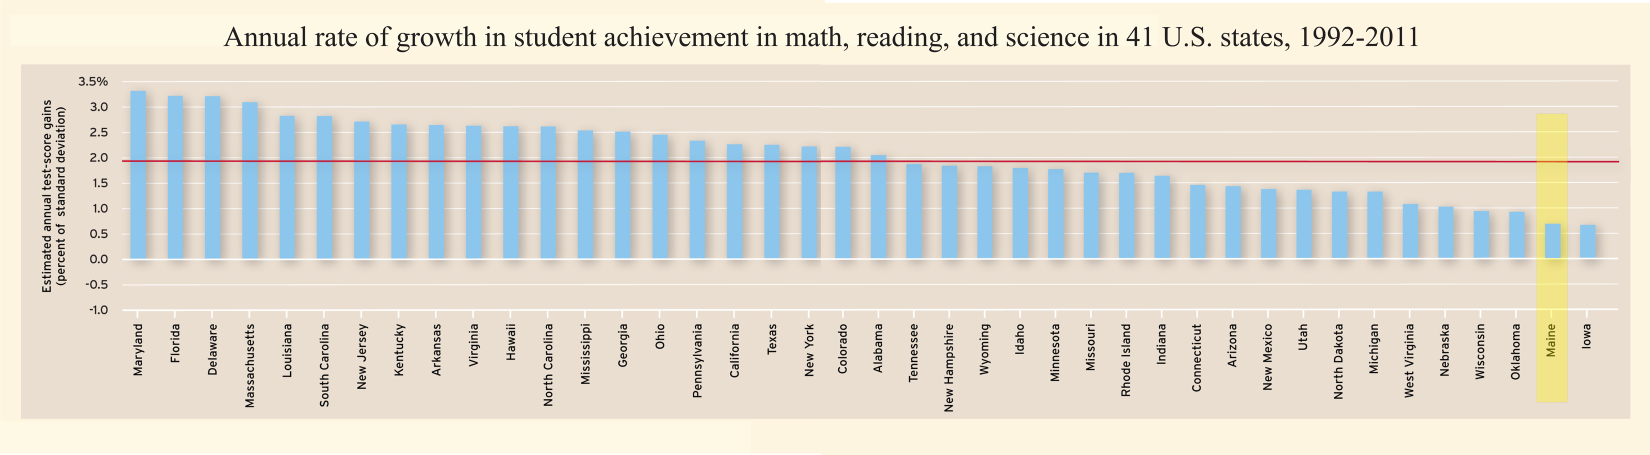 Annual rate of growth in student achievement in math, reading, and science in 41 U.S. states, 1992-2011
Estimated annual test-score gains
(percent of standard deviation)
3.5%
3.0
2.5
2.0
1.5
1.0
0.5
0.0
-0.5
-1.0
Maryland
Florida
Delaware
Massachusetts
Louisiana
South Carolina
New Jersey
Kentucky
Arkansas
Virginia
Hawaii
North Carolina
Mississippi
Georgia
Ohio
Pennsylvania
California
Texas
New York
Colorado
Alabama
Tennessee
New Hampshire
Wyoming
Idaho
Minnesota
Missouri
Rhode Island
Indiana
Connecticut
Arizona
New Mexico
Utah
North Dakota
Michigan
West Virginia
Nebraska
Wisconsin
Oklahoma
Maine
Iowa